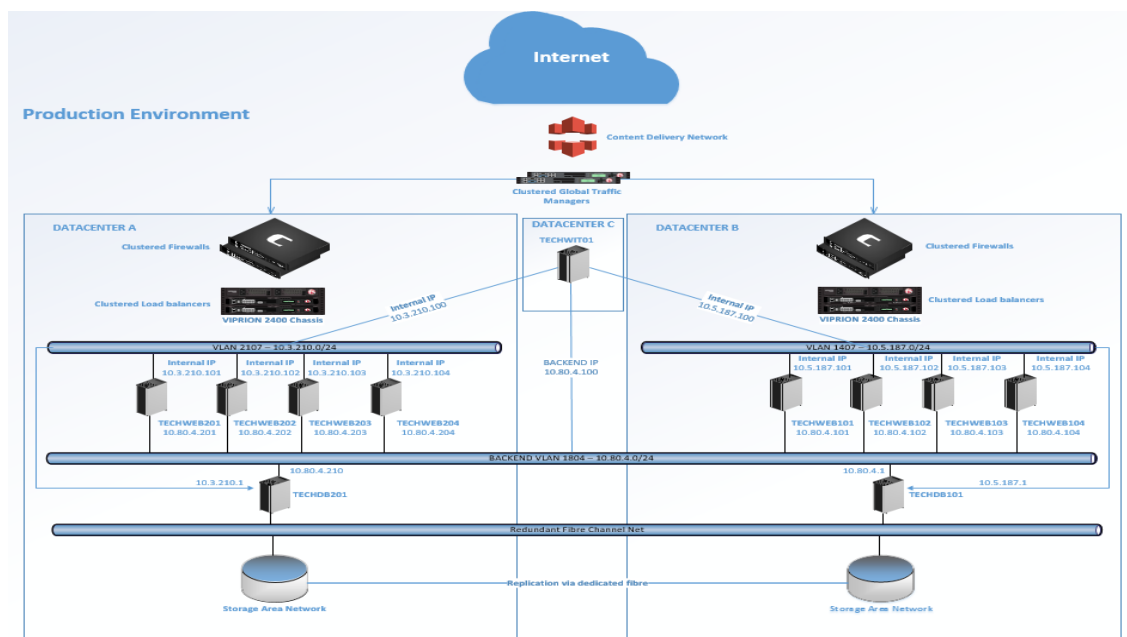 Internet
Production Environment
Content Delivery Network
Clustered Global Traffic
Managers
DATACENTER A
Clustered Firewalls
Clustered Load balancers
VIPRION 2400 Chassis
DATACENTER C
TECHWIT01
DATACENTER B
Clustered Firewalls
Clustered Load balancers
VIPRION 2400 Chassis
Internal IP
10.3.210.100
Internal IP
10.5.187.100
BACKEND IP
10.80.4.100
VLAN 2107 – 10.3.210.0/24
Internal IP
10.3.210.101
Internal IP
10.3.210.102
Internal IP
10.3.210.103
Internal IP
10.3.210.104
TECHWEB201
10.80.4.201
TECHWEB202
10.80.4.202
TECHWEB203
10.80.4.203
TECHWEB204
10.80.4.204
VLAN 1407 – 10.5.187.0/24
Internal IP
10.5.187.101
Internal IP
10.5.187.102
Internal IP
10.5.187.103
Internal IP
10.5.187.104
TECHWEB101
10.80.4.101
TECHWEB102
10.80.4.102
TECHWEB103
10.80.4.103
TECHWEB104
10.80.4.104
BACKEND VLAN 1804 – 10.80.4.0/24
10.80.4.210
10.3.210.1
TECHDB201
10.80.4.1
10.5.187.1
TECHDB101
Redundant Fibre Channel Net
Replication via dedicated fibre
Storage Area Network
Storage Area Network